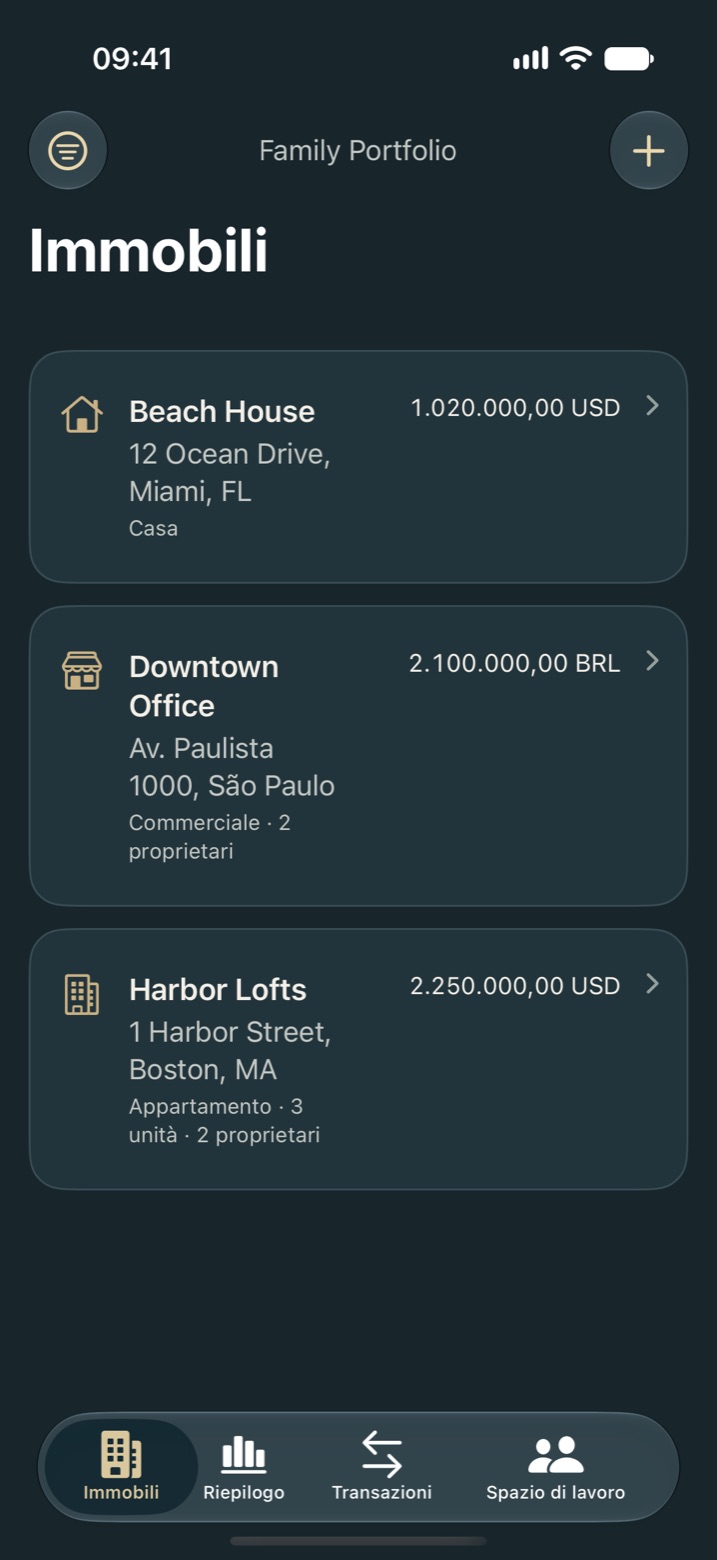 09:41
Family Portfolio
Immobili
Beach House
1.020.000,00 USD
12 Ocean Drive,
Miami, FL
Casa
Downtown
Office
2.100.000,00 BRL
Av. Paulista
1000, São Paulo
Commerciale · 2
proprietari
Harbor Lofts
2.250.000,00 USD
1 Harbor Street,
Boston, MA
Appartamento · 3
unità · 2 proprietari
Immobili
Riepilogo
Transazioni
Spazio di lavoro